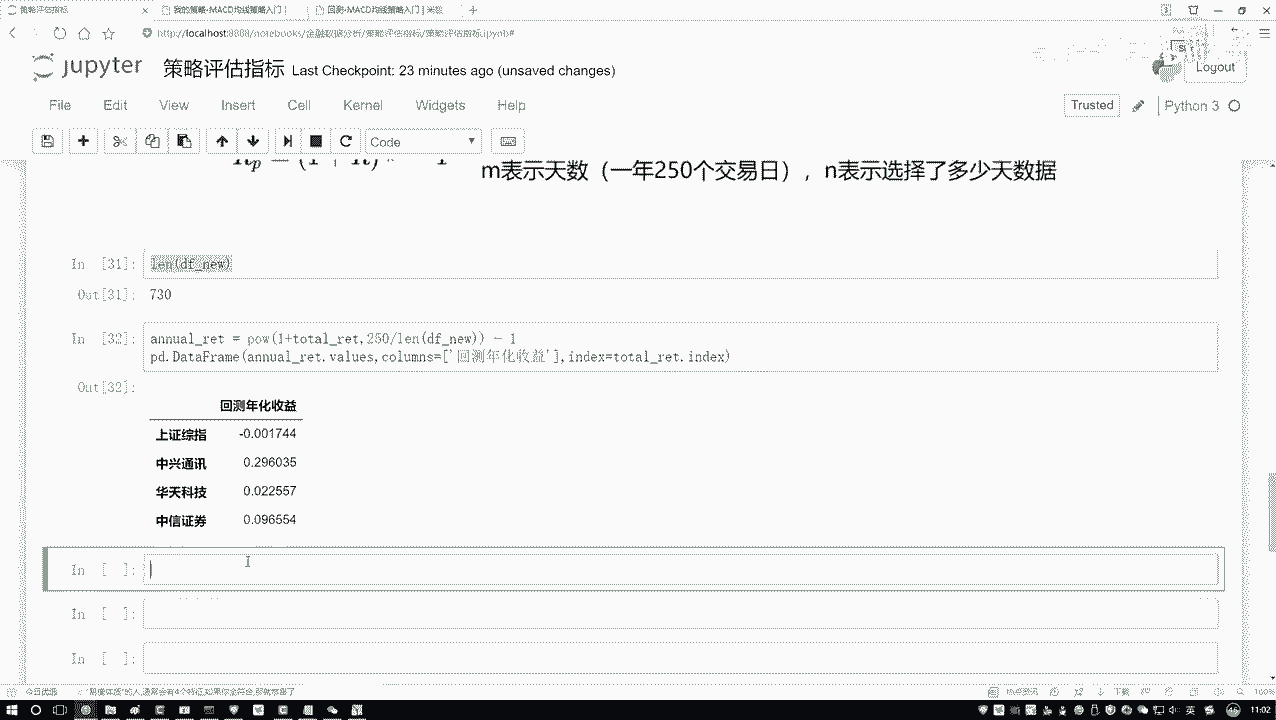 策略评估指标
我的策略-MACD均线策略入门 |
回测-MACD均线策略入门 | 米筐
http://localhost:8888/notebooks/金融数据分析/策略评估指标/策略评估指标.ipynb#
jupyter 策略评估指标 Last Checkpoint: 23 minutes ago (unsaved changes)
Logout
File Edit View Insert Cell Kernel Widgets Help
Trusted Python 3
Code
m表示天数（一年250个交易日），n表示选择了多少天数据
In [31]: len(df_new)
Out[31]: 730
In [32]: annual_ret = pow(1+total_ret,250/len(df_new)) - 1
pd.DataFrame(annual_ret.values,columns=['回测年化收益'],index=total_ret.index)
Out[32]:
回测年化收益
上证综指 -0.001744
中兴通讯 0.296035
华天科技 0.022557
中信证券 0.096554
In [ ]:
In [ ]:
In [ ]:
今日优选
下载
100%
英
11:02